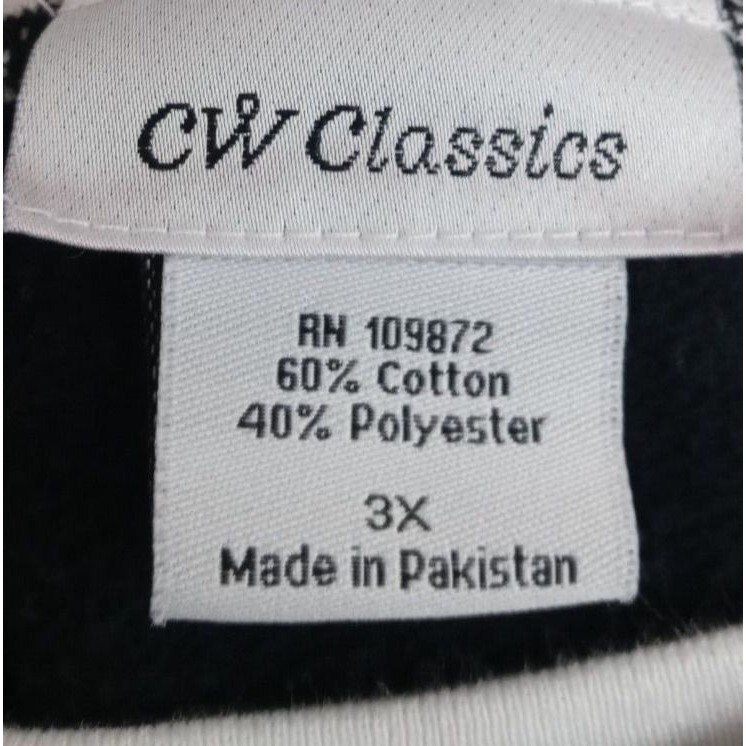 CW Classics
RN 109872
60% Cotton
40% Polyester
3X
Made in Pakistan